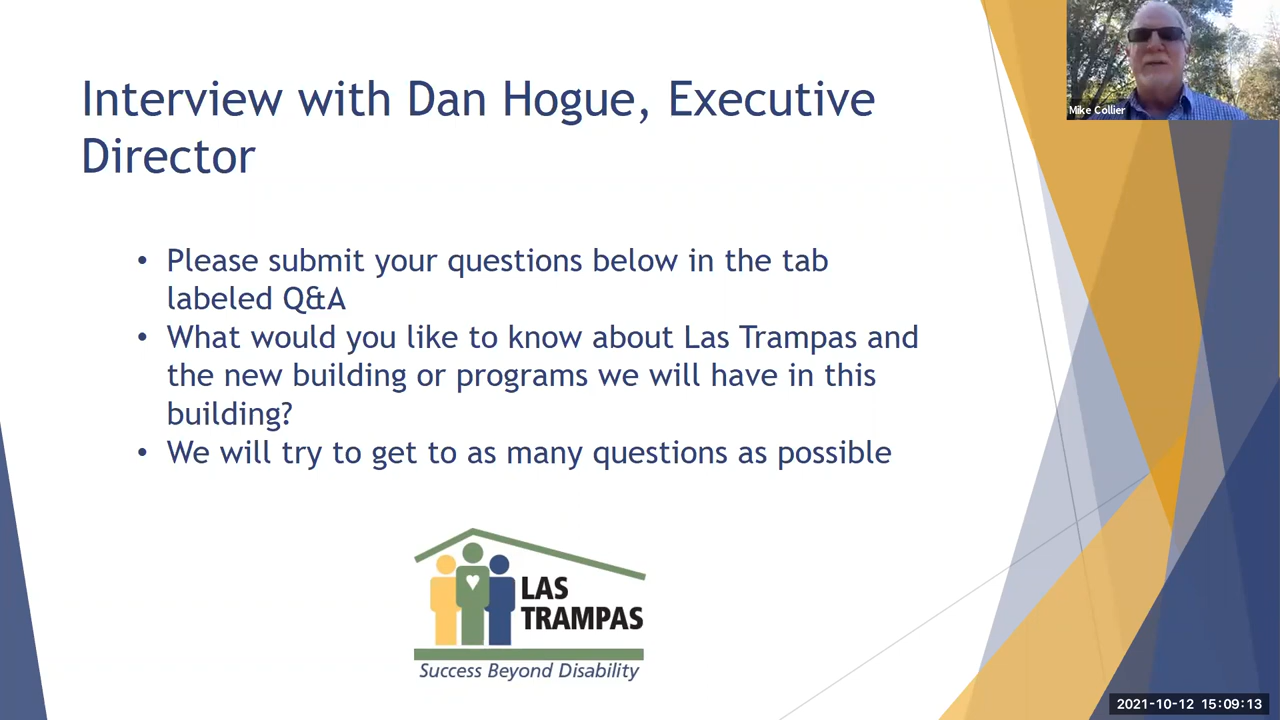 Interview with Dan Hogue, Executive
Director
• Please submit your questions below in the tab
labeled Q&A
• What would you like to know about Las Trampas and
the new building or programs we will have in this
building?
• We will try to get to as many questions as possible
LAS
TRAMPAS
Success Beyond Disability
Mike Collier
2021-10-12 15:09:13